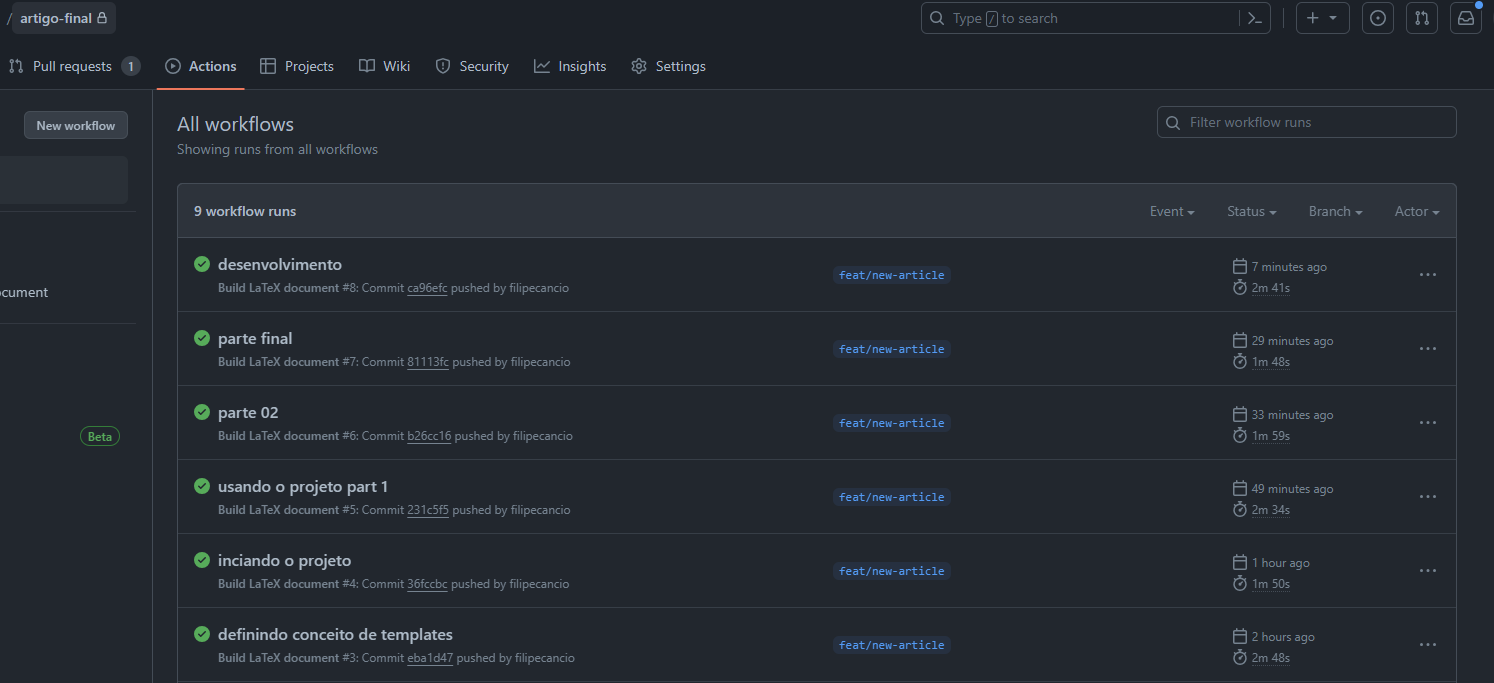 / artigo-final
Type / to search
Pull requests 1 Actions Projects Wiki Security Insights Settings
New workflow
All workflows
Showing runs from all workflows
Filter workflow runs
9 workflow runs Event Status Branch Actor
desenvolvimento
Build LaTeX document #8: Commit ca96efc pushed by filipecancio
feat/new-article
7 minutes ago
2m 41s
ocument
parte final
Build LaTeX document #7: Commit 81113fc pushed by filipecancio
feat/new-article
29 minutes ago
1m 48s
parte 02
Build LaTeX document #6: Commit b26cc16 pushed by filipecancio
feat/new-article
33 minutes ago
1m 59s
Beta
usando o projeto part 1
Build LaTeX document #5: Commit 231c5f5 pushed by filipecancio
feat/new-article
49 minutes ago
2m 34s
inciando o projeto
Build LaTeX document #4: Commit 36fccbc pushed by filipecancio
feat/new-article
1 hour ago
1m 50s
definindo conceito de templates
Build LaTeX document #3: Commit eba1d47 pushed by filipecancio
feat/new-article
2 hours ago
2m 48s